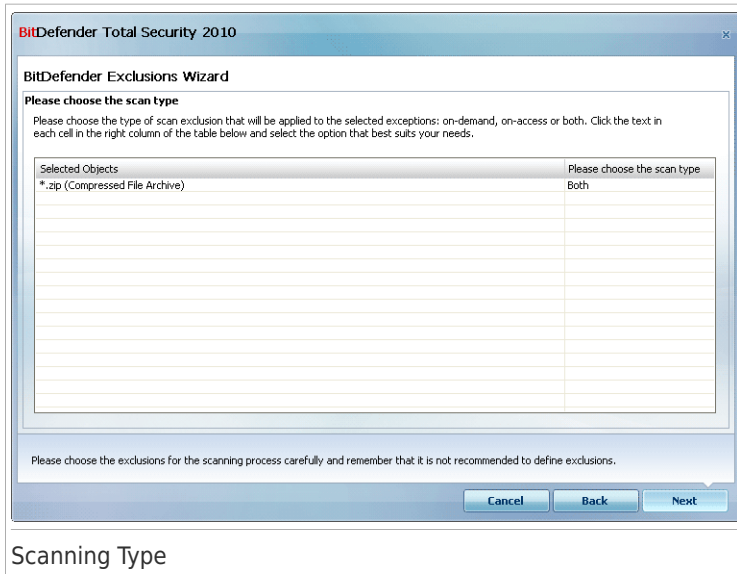 BitDefender Total Security 2010
BitDefender Exclusions Wizard
Please choose the scan type
Please choose the type of scan exclusion that will be applied to the selected exceptions: on-demand, on-access or both. Click the text in
each cell in the right column of the table below and select the option that best suits your needs.
Selected Objects Please choose the scan type
*.zip (Compressed File Archive) Both
Please choose the exclusions for the scanning process carefully and remember that it is not recommended to define exclusions.
Cancel Back Next
Scanning Type